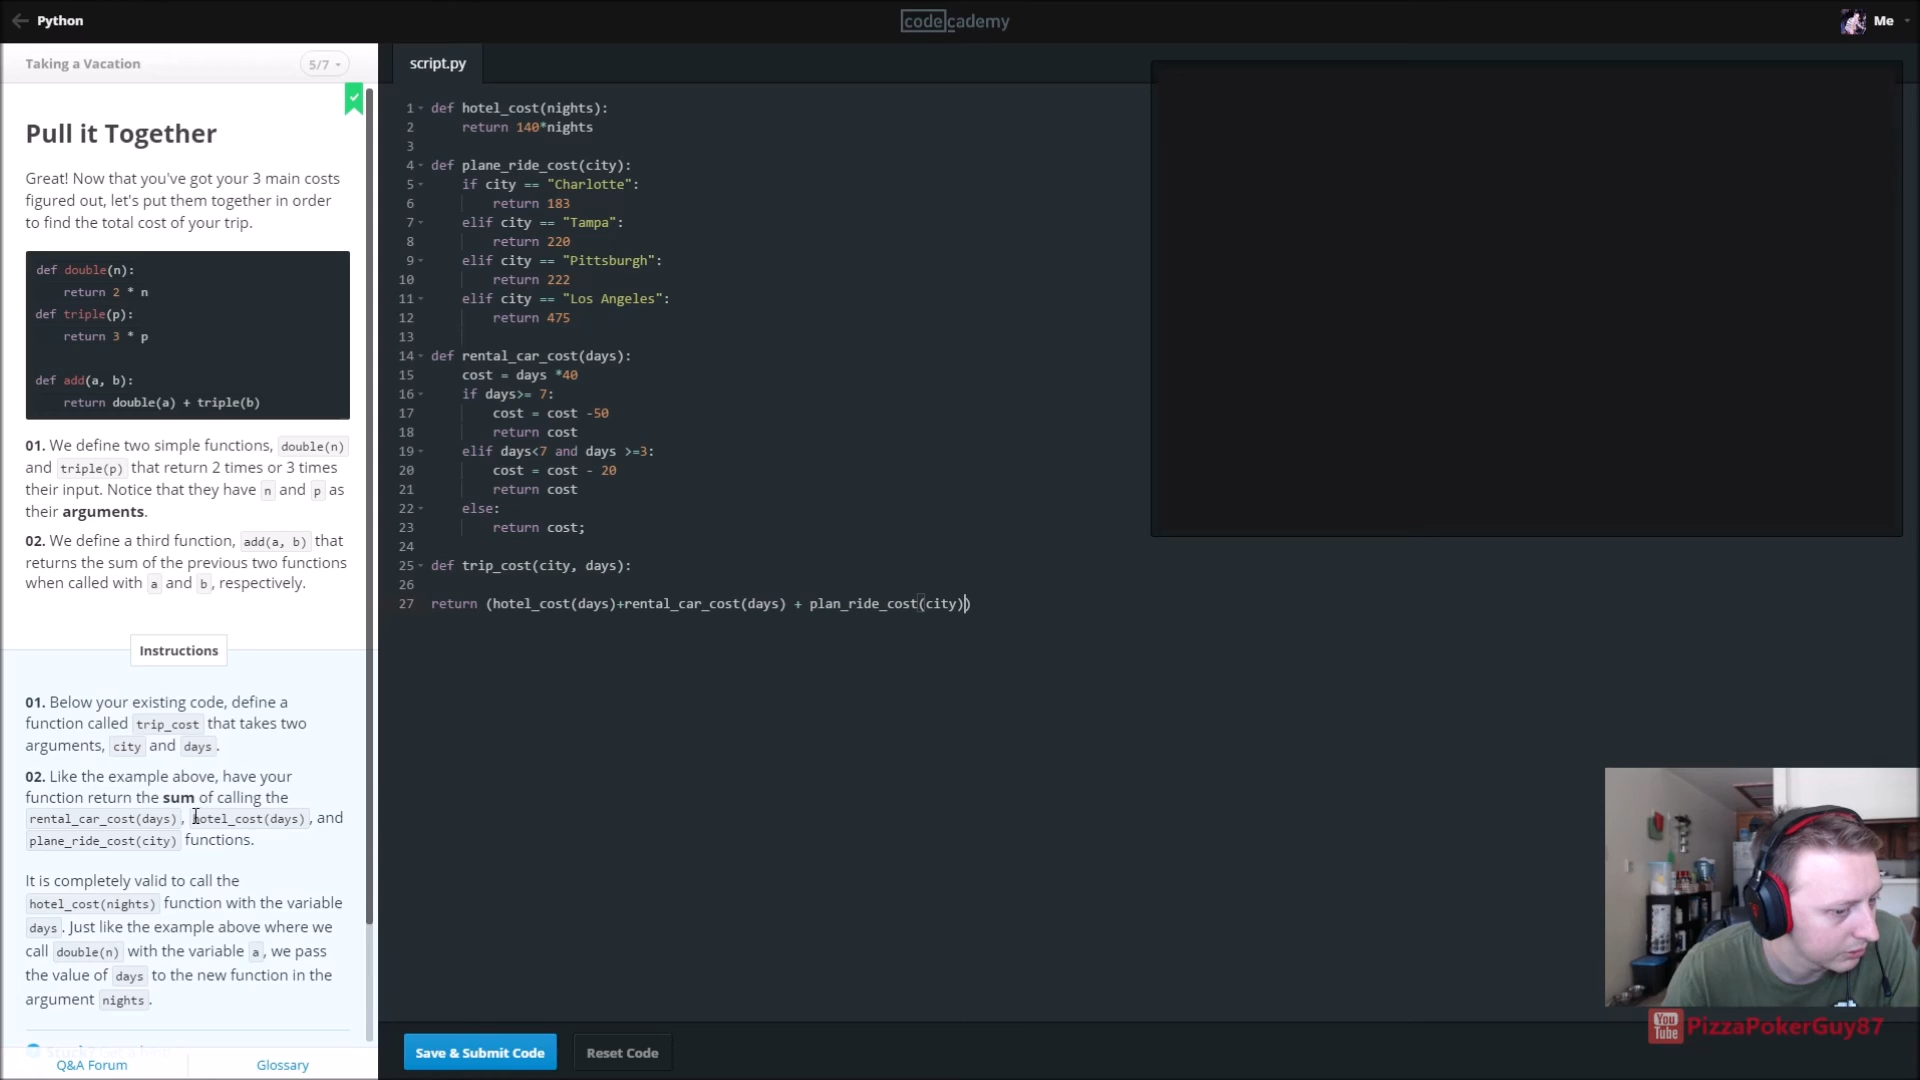 Python
codecademy
Me
Taking a Vacation
5/7
script.py
Pull it Together
Great! Now that you've got your 3 main costs
figured out, let's put them together in order
to find the total cost of your trip.
def double(n):
    return 2 * n
def triple(p):
    return 3 * p
def add(a, b):
    return double(a) + triple(b)
01. We define two simple functions, double(n)
and triple(p) that return 2 times or 3 times
their input. Notice that they have n and p as
their arguments.
02. We define a third function, add(a, b) that
returns the sum of the previous two functions
when called with a and b, respectively.
Instructions
01. Below your existing code, define a
function called trip_cost that takes two
arguments, city and days.
02. Like the example above, have your
function return the sum of calling the
rental_car_cost(days), hotel_cost(days), and
plane_ride_cost(city) functions.
It is completely valid to call the
hotel_cost(nights) function with the variable
days. Just like the example above where we
call double(n) with the variable a, we pass
the value of days to the new function in the
argument nights.
Q&A Forum
Glossary
1 def hotel_cost(nights):
2     return 140*nights
3
4 def plane_ride_cost(city):
5     if city == "Charlotte":
6         return 183
7     elif city == "Tampa":
8         return 220
9     elif city == "Pittsburgh":
10         return 222
11     elif city == "Los Angeles":
12         return 475
13
14 def rental_car_cost(days):
15     cost = days *40
16     if days>= 7:
17         cost = cost -50
18         return cost
19     elif days<7 and days >=3:
20         cost = cost - 20
21         return cost
22     else:
23         return cost;
24
25 def trip_cost(city, days):
26
27 return (hotel_cost(days)+rental_car_cost(days) + plan_ride_cost(city))
Save & Submit Code
Reset Code
You Tube PizzaPokerGuy87